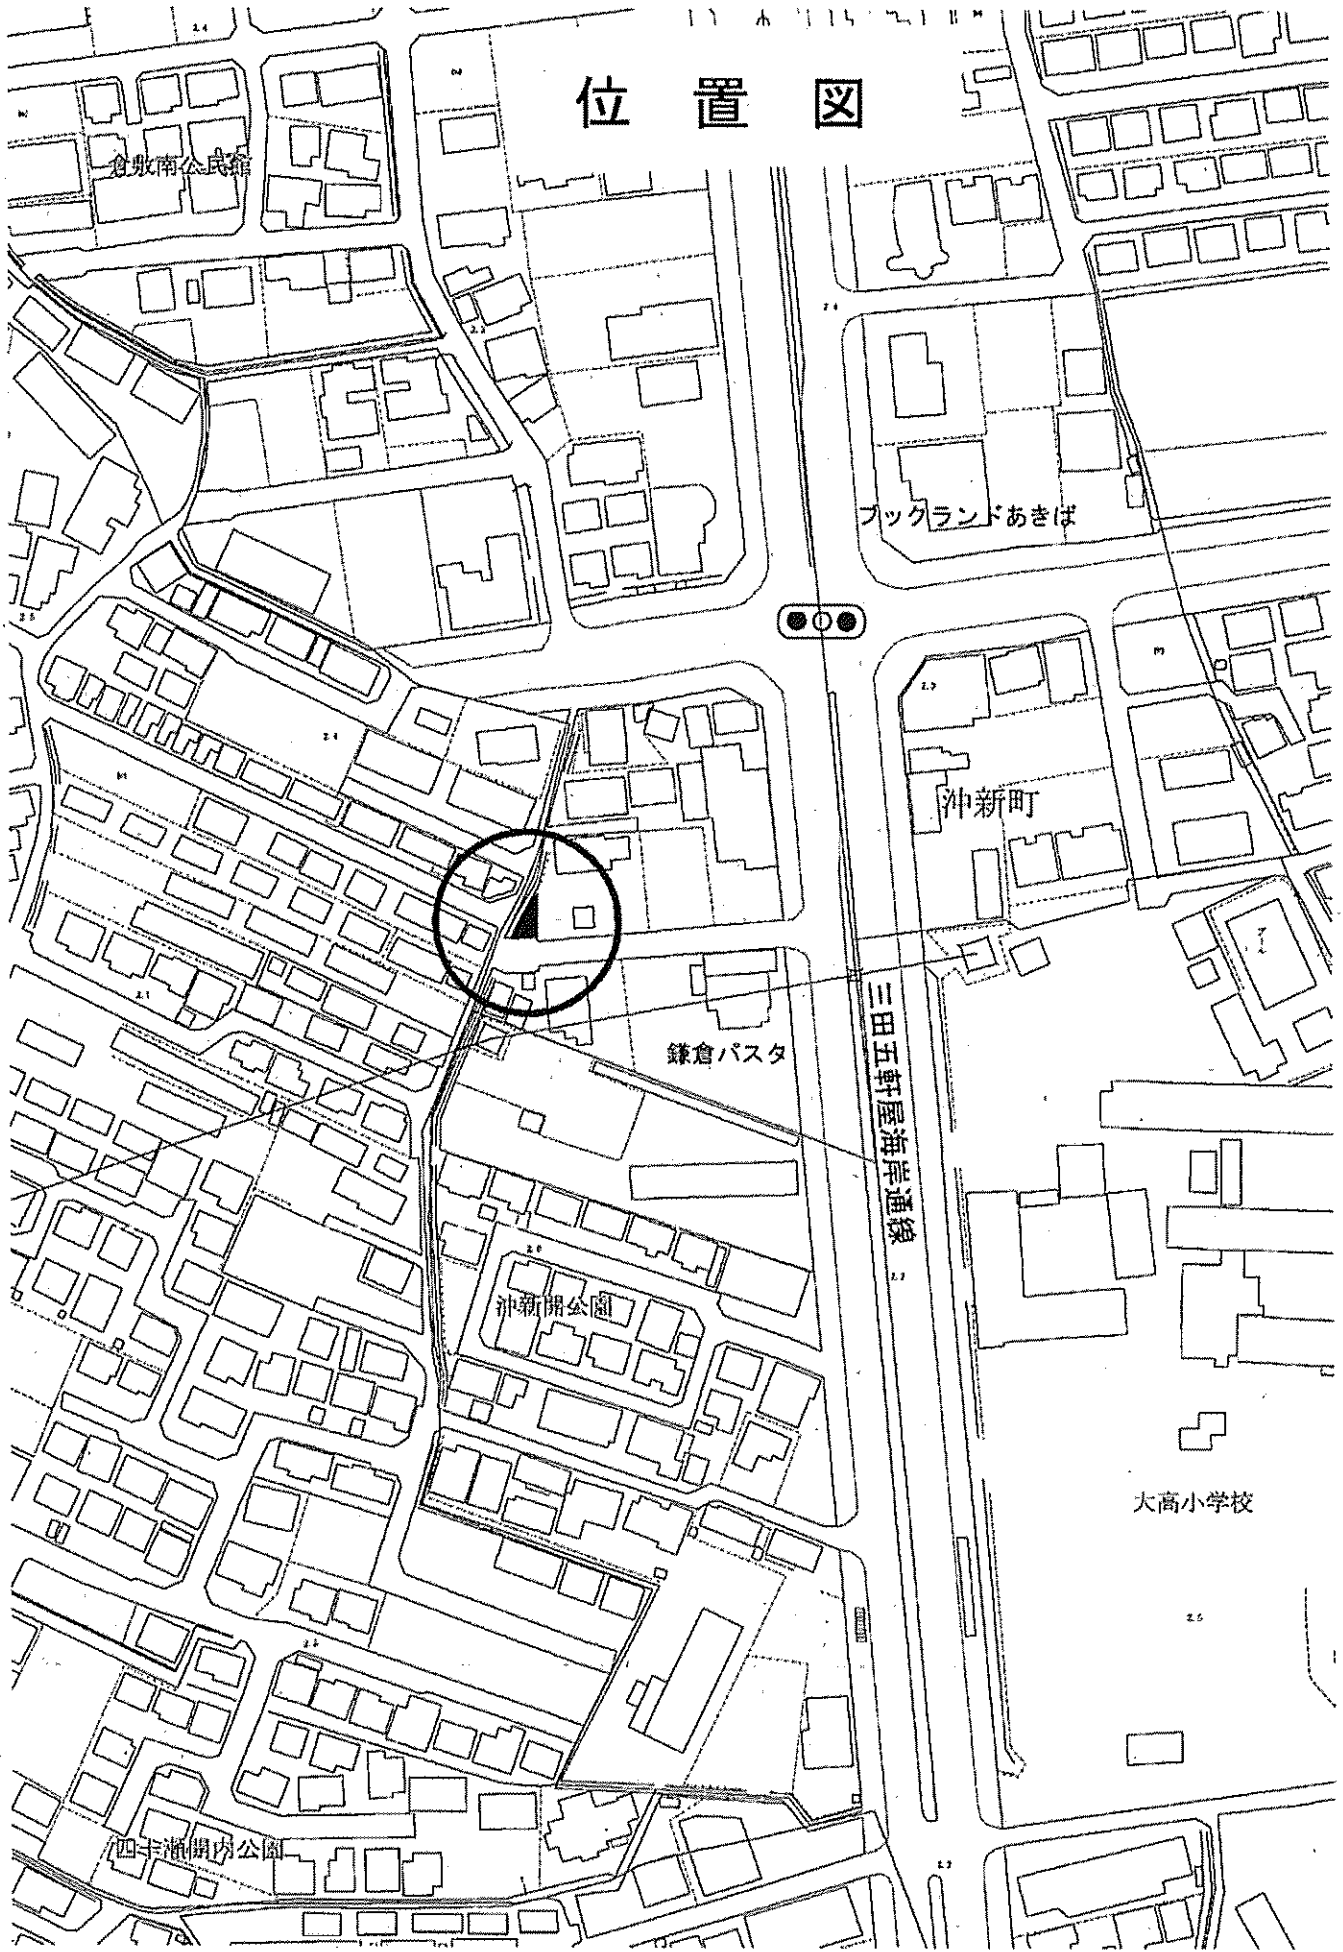 位置図
倉敷南公民館
ブックランドあきば
沖新町
鎌倉パスタ
三田五軒屋海岸通線
沖新開公園
大高小学校
四十瀬開内公園